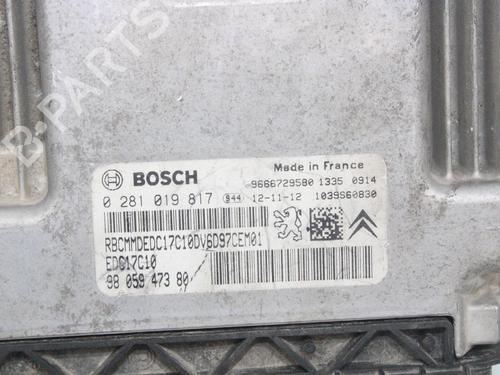 B-PARTS
BOSCH
Made in France
9666729580 1335 0914
0 281 019 817 944 12-11-12 1039S60830
RBCMMDEDC17C10DV6D97CEM01
EDC17C10
98 059 473 80